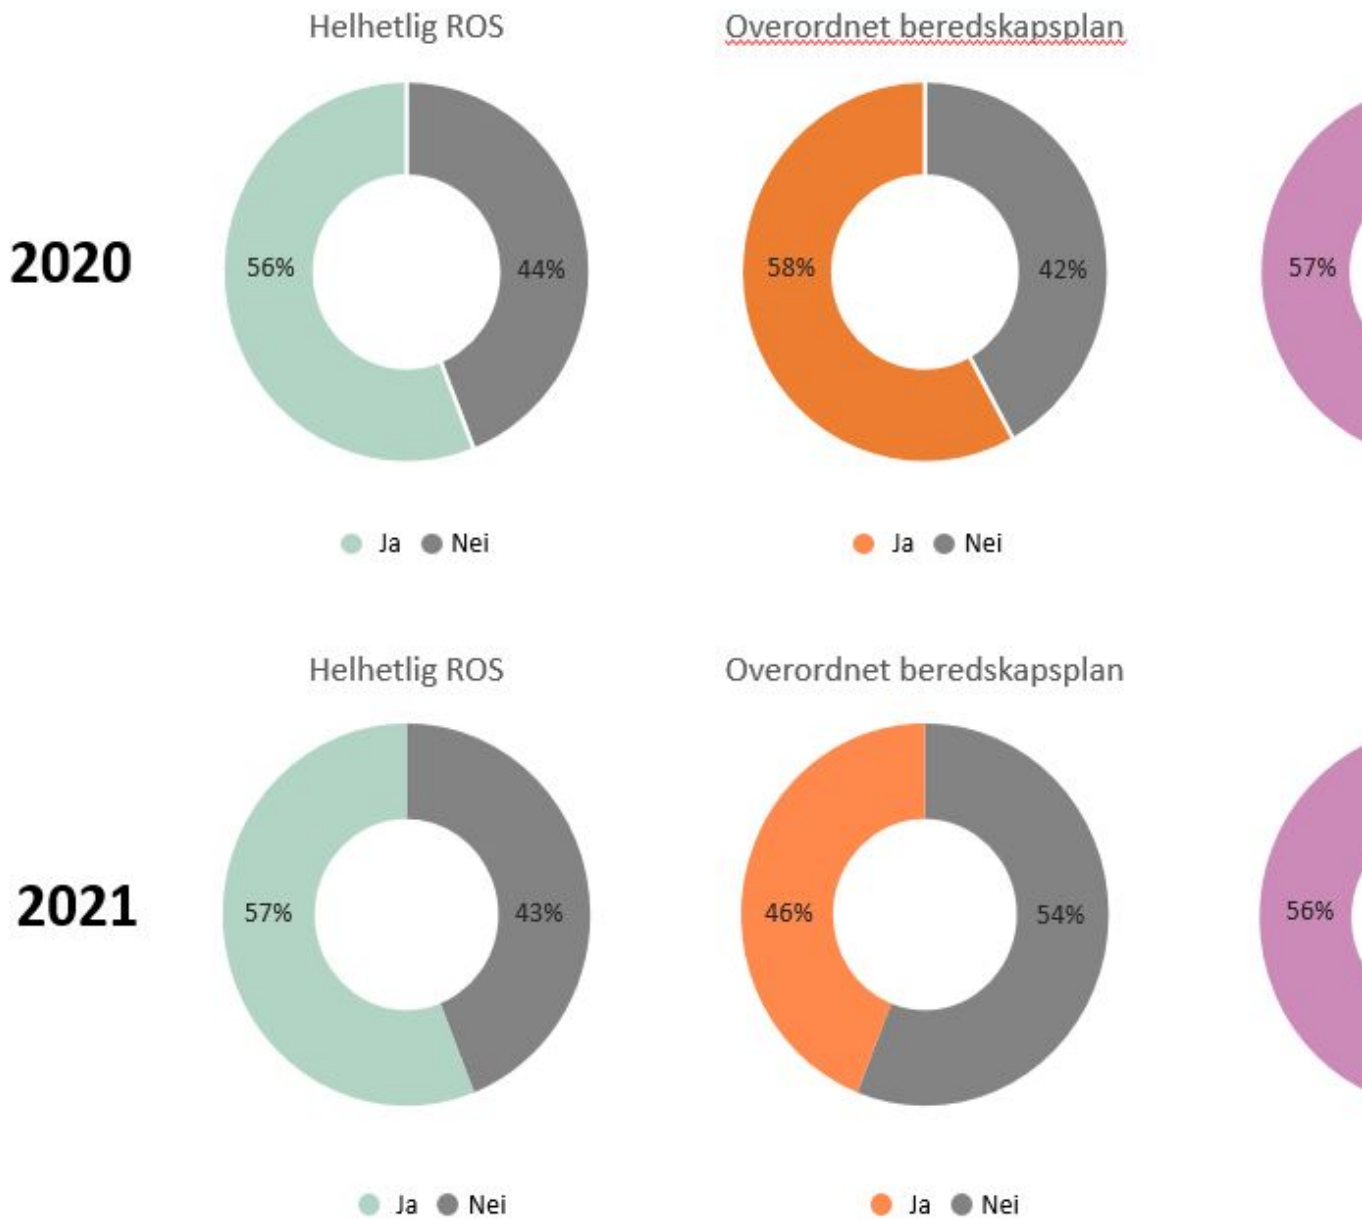 Helhetlig ROS
Overordnet beredskapsplan
2020
56%
44%
58%
42%
57%
Ja
Nei
Ja
Nei
Helhetlig ROS
Overordnet beredskapsplan
2021
57%
43%
46%
54%
56%
Ja
Nei
Ja
Nei